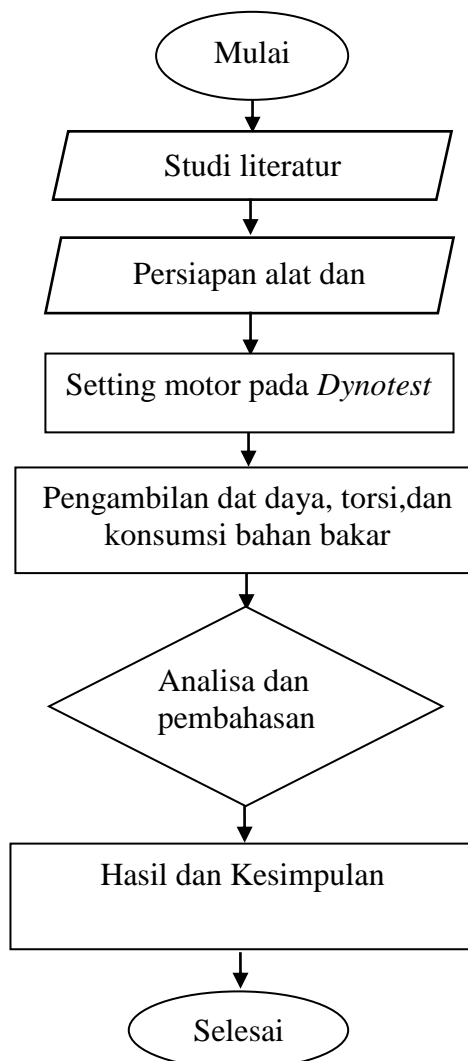 Mulai
Studi literatur
Persiapan alat dan
Setting motor pada Dynotest
Pengambilan dat daya, torsi,dan
konsumsi bahan bakar
Analisa dan
pembahasan
Hasil dan Kesimpulan
Selesai